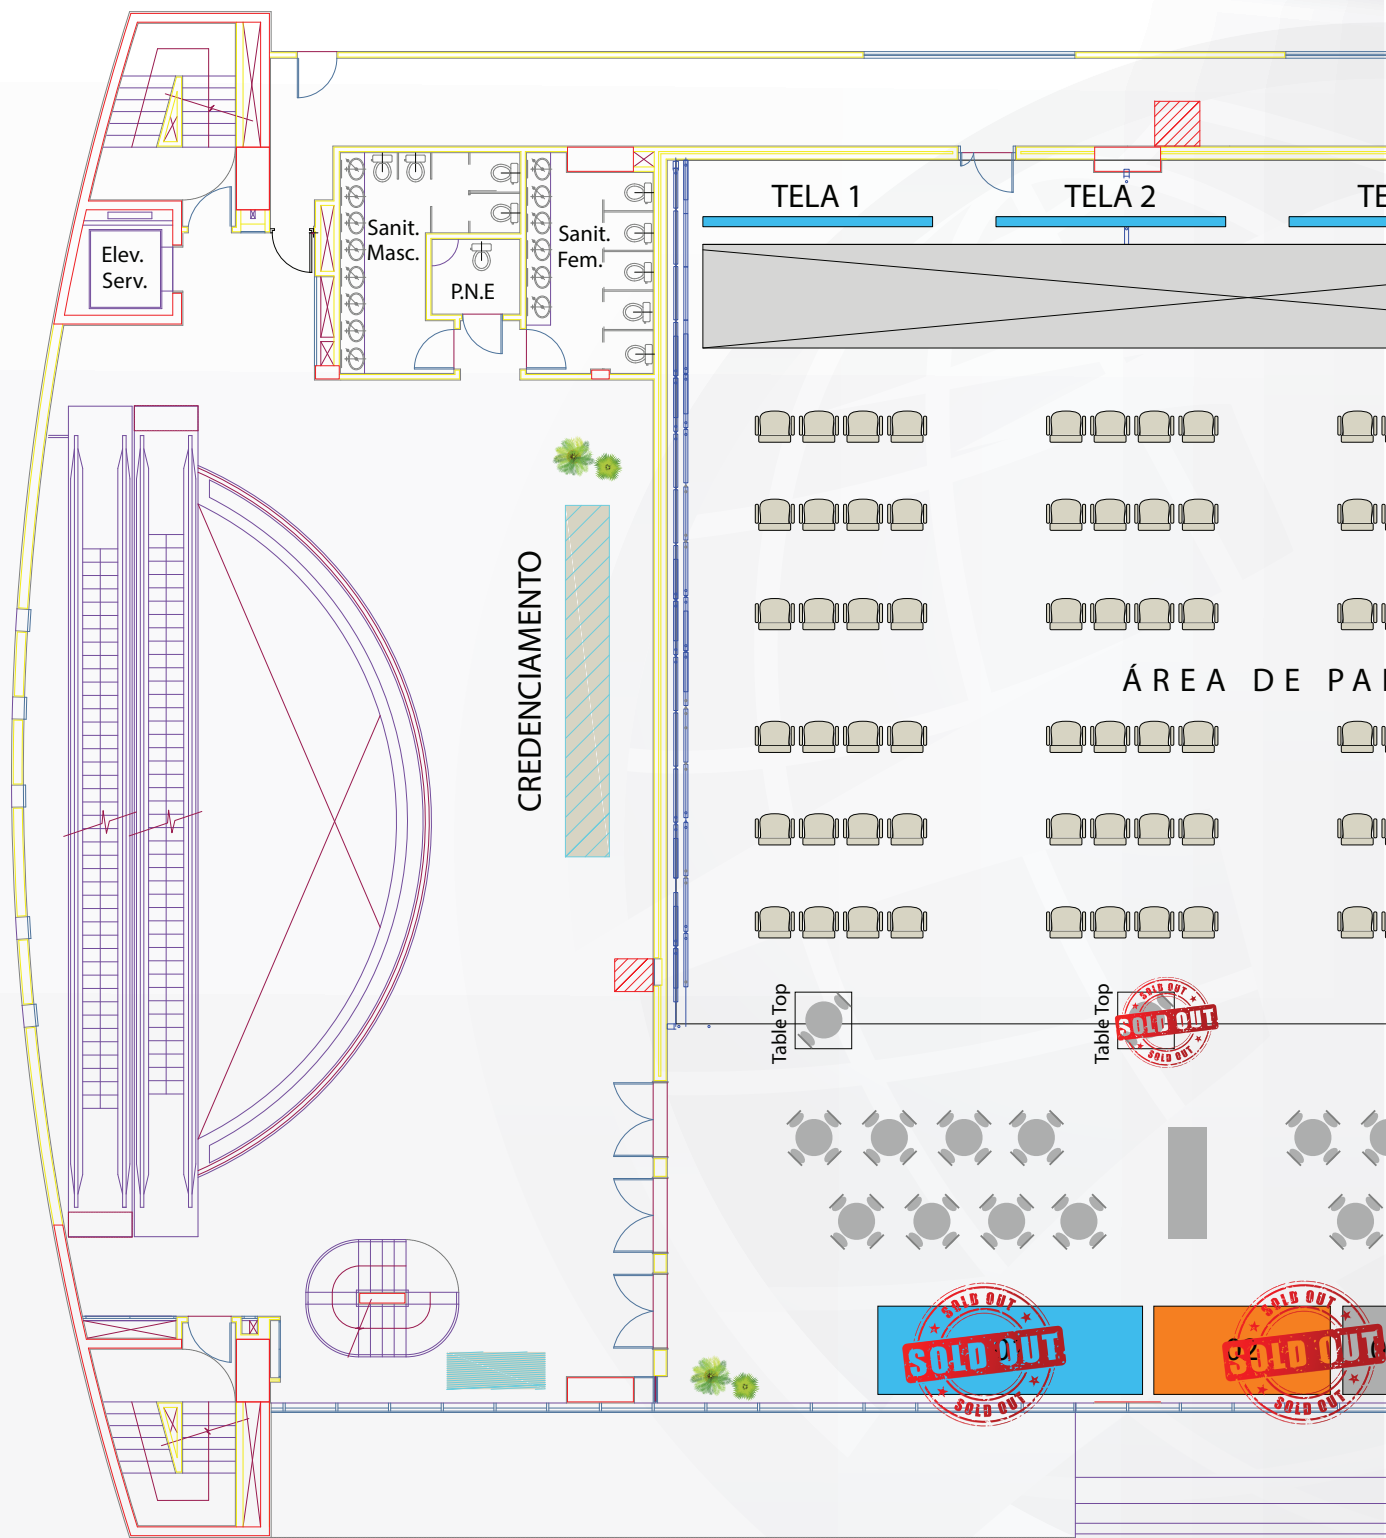 TELA 1
TELA 2
TE
Elev.
Serv.
Sanit.
Masc.
P.N.E
Sanit.
Fem.
CREDENCIAMENTO
ÁREA DE PA
Table Top
Table Top
SOLD OUT
SOLD OUT
SOLD OUT
SOLD OUT
SOLD OUT
SOLD OUT
02
SOLD OUT
SOLD OUT
SOLD OUT